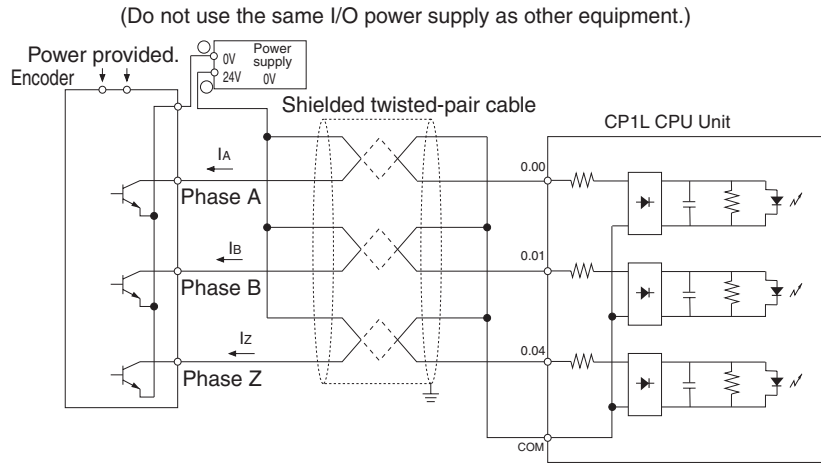 (Do not use the same I/O power supply as other equipment.)
Power provided.
Encoder
0V
Power
supply
24V
0V
Shielded twisted-pair cable
CP1L CPU Unit
IA
0.00
Phase A
IB
0.01
Phase B
IZ
0.04
Phase Z
COM